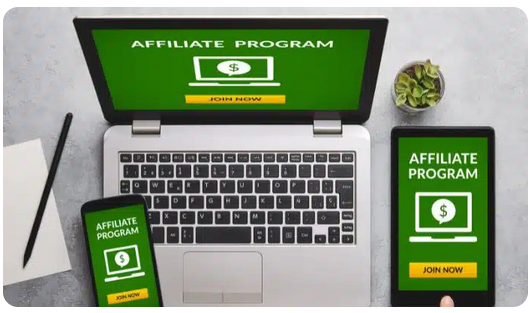 AFFILIATE PROGRAM
$
JOIN NOW
AFFILIATE
PROGRAM
$
JOIN NOW
AFFILIATE
PROGRAM
$
JOIN NOW